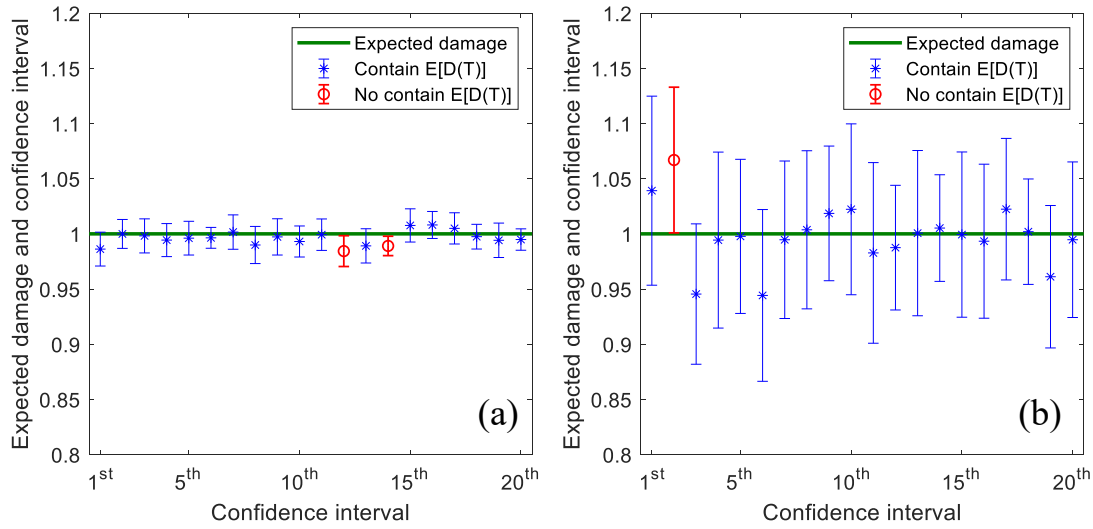 1.2
1.15
1.1
1.05
1
0.95
0.9
0.85
0.8
Expected damage and confidence interval
Expected damage
Contain E[D(T)]
No contain E[D(T)]
(a)
1st 5th 10th 15th 20th
Confidence interval
1.2
1.15
1.1
1.05
1
0.95
0.9
0.85
0.8
Expected damage and confidence interval
Expected damage
Contain E[D(T)]
No contain E[D(T)]
(b)
1st 5th 10th 15th 20th
Confidence interval